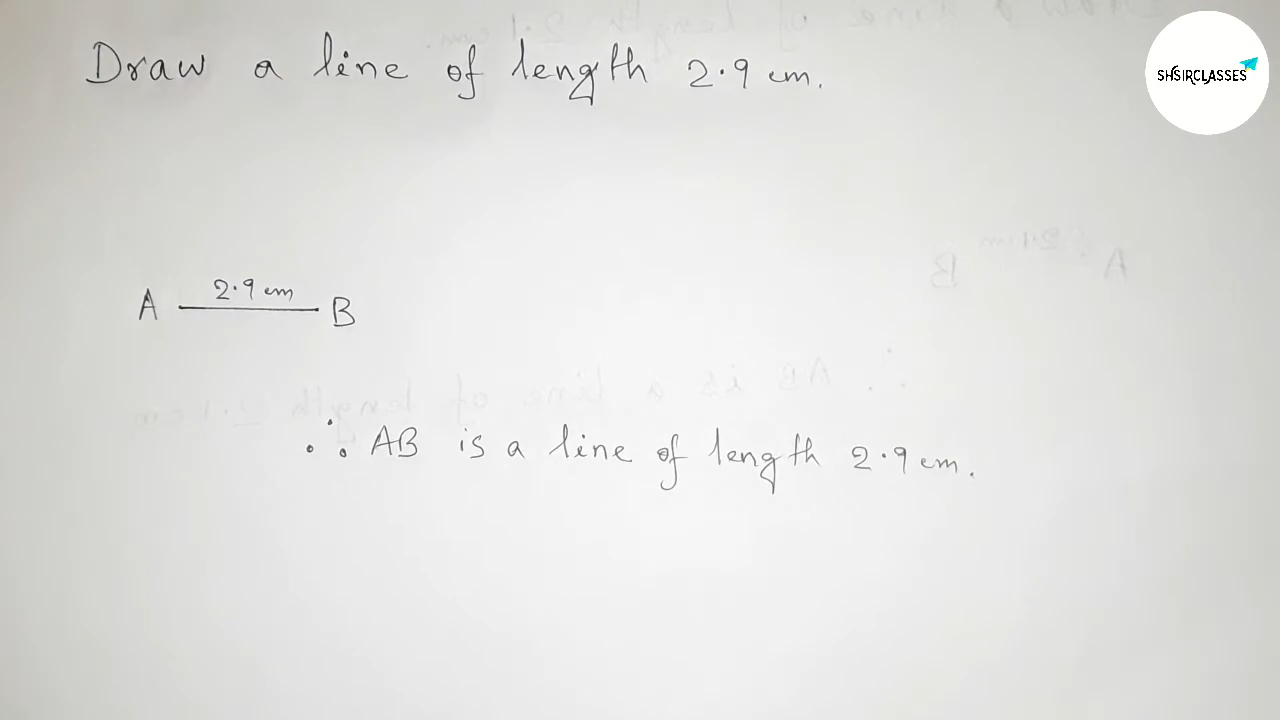 Draw a line of length 2.9 cm.
SHSIRCLASSES
A 2.9 cm B
∴ AB is a line of length 2.9 cm.